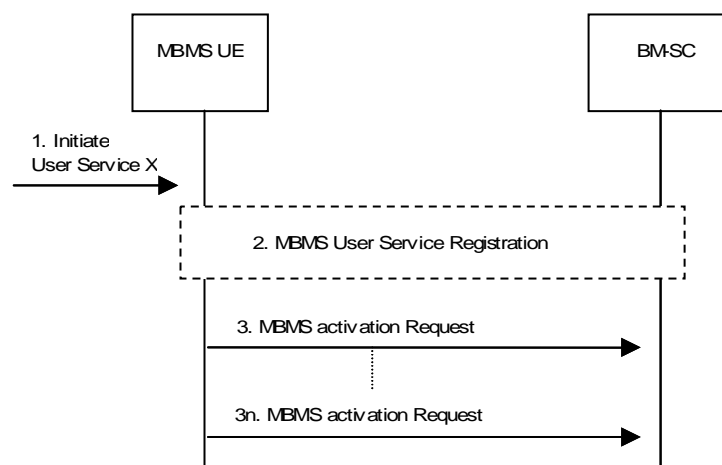 MBMS UE
BM-SC
1. Initiate
User Service X
2. MBMS User Service Registration
3. MBMS activation Request
3n. MBMS activation Request